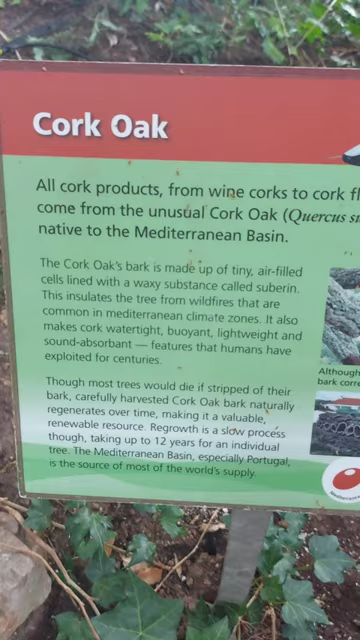 Cork Oak
All cork products, from wine corks to cork
come from the unusual Cork Oak (Quercus
native to the Mediterranean Basin.
The Cork Oak's bark is made up of tiny, air-filled
cells lined with a waxy substance called suberin.
This insulates the tree from wildfires that are
common in mediterranean climate zones. It also
makes cork watertight, buoyant, lightweight and
sound-absorbant — features that humans have
exploited for centuries.
Though most trees would die if stripped of their
bark, carefully harvested Cork Oak bark naturally
regenerates over time, making it a valuable,
renewable resource. Regrowth is a slow process
though, taking up to 12 years for an individual
tree. The Mediterranean Basin, especially Portugal,
is the source of most of the world's supply.
Although
bark